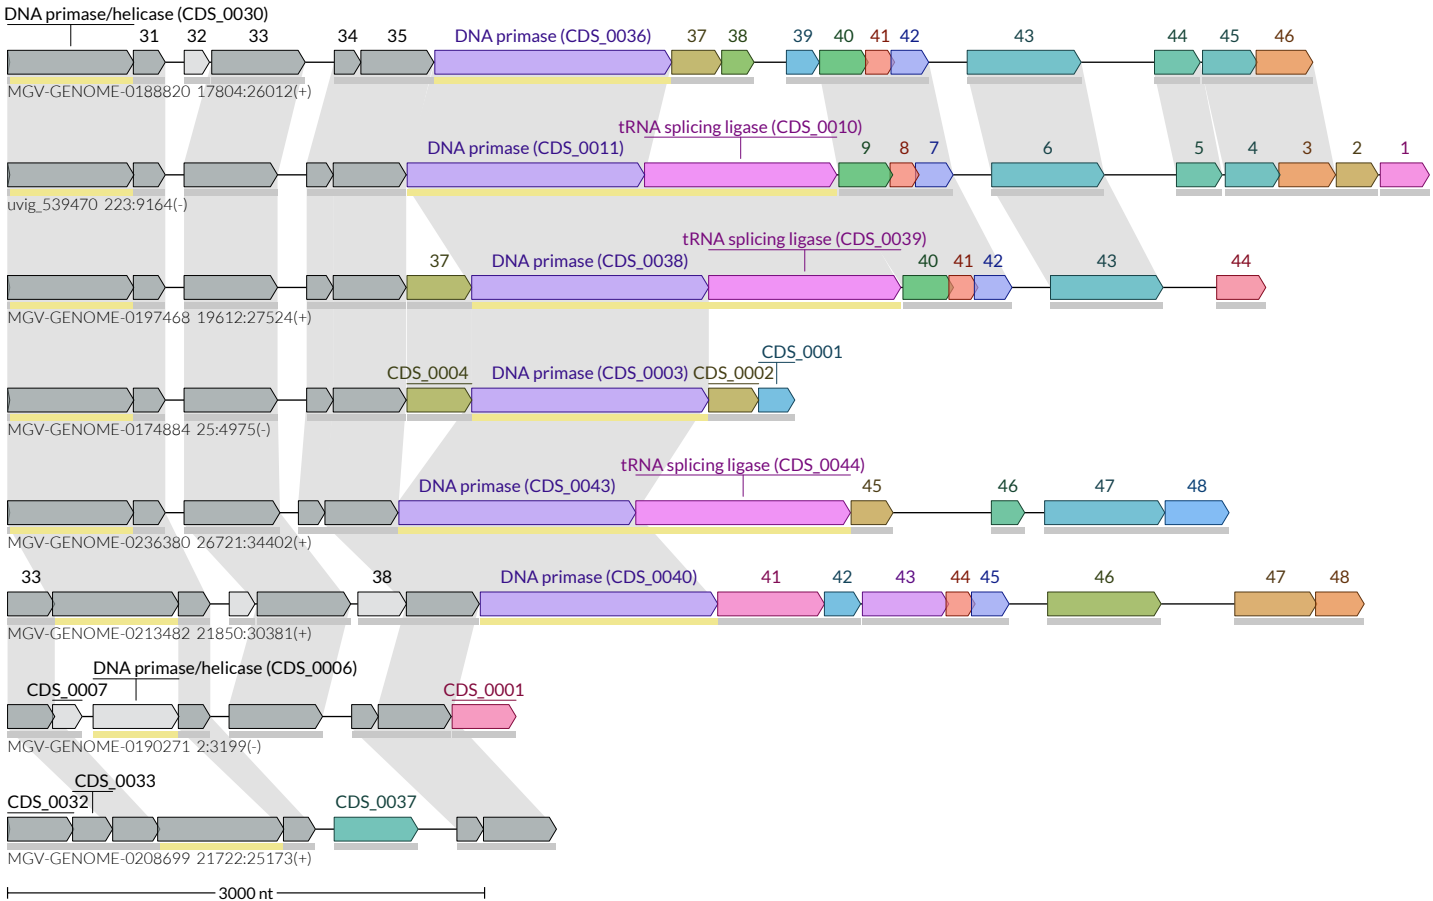 DNA primase/helicase (CDS_0030)
31 32 33 34 35 DNA primase (CDS_0036) 37 38 39 40 41 42 43 44 45 46
MGV-GENOME-0188820 17804:26012(+)
tRNA splicing ligase (CDS_0010)
DNA primase (CDS_0011) 9 8 7 6 5 4 3 2 1
uvig_539470 223:9164(-)
tRNA splicing ligase (CDS_0039)
37 DNA primase (CDS_0038) 40 41 42 43 44
MGV-GENOME-0197468 19612:27524(+)
CDS_0001
CDS_0004 DNA primase (CDS_0003) CDS_0002
MGV-GENOME-0174884 25:4975(-)
tRNA splicing ligase (CDS_0044)
DNA primase (CDS_0043) 45 46 47 48
MGV-GENOME-0236380 26721:34402(+)
33 38 DNA primase (CDS_0040) 41 42 43 44 45 46 47 48
MGV-GENOME-0213482 21850:30381(+)
DNA primase/helicase (CDS_0006)
CDS_0007 CDS_0001
MGV-GENOME-0190271 2:3199(-)
CDS_0033
CDS_0032 CDS_0037
MGV-GENOME-0208699 21722:25173(+)
3000 nt